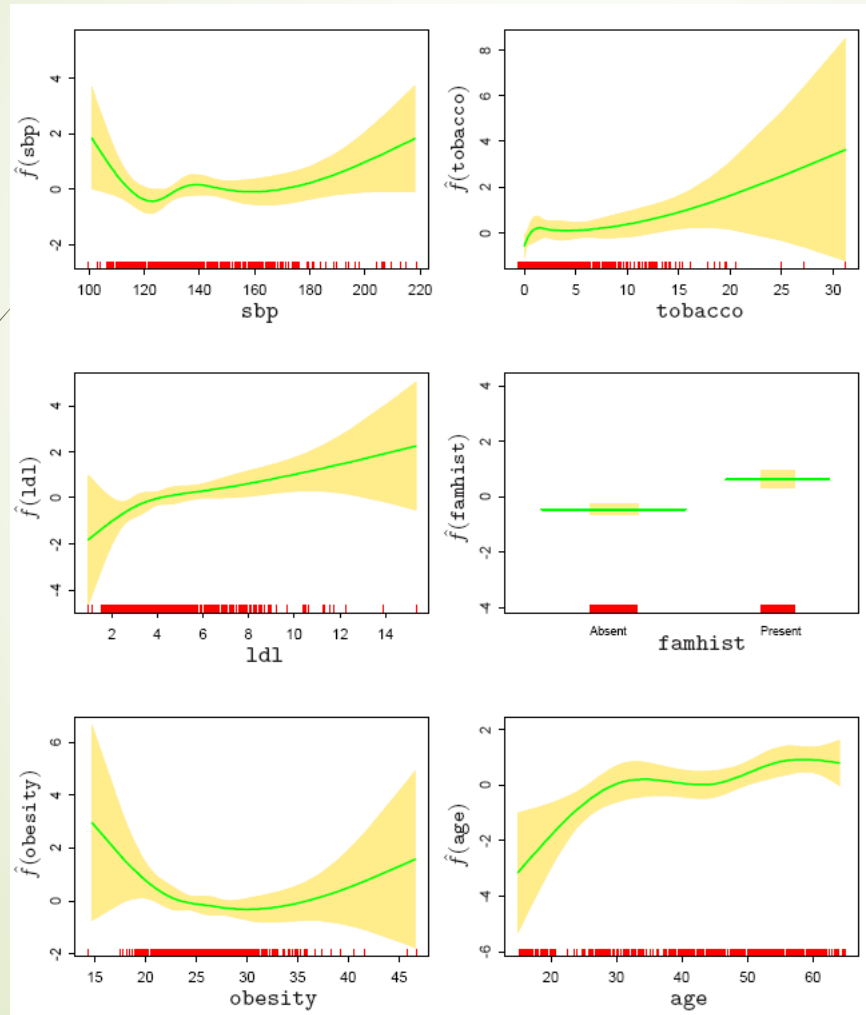 f̂(sbp)
4
2
0
-2
100 120 140 160 180 200 220
sbp
f̂(tobacco)
8
6
4
2
0
0 5 10 15 20 25 30
tobacco
f̂(ldl)
4
2
0
-2
-4
2 4 6 8 10 12 14
ldl
f̂(famhist)
4
2
0
-2
-4
Absent Present
famhist
f̂(obesity)
6
4
2
0
-2
15 20 25 30 35 40 45
obesity
f̂(age)
2
0
-2
-4
-6
20 30 40 50 60
age